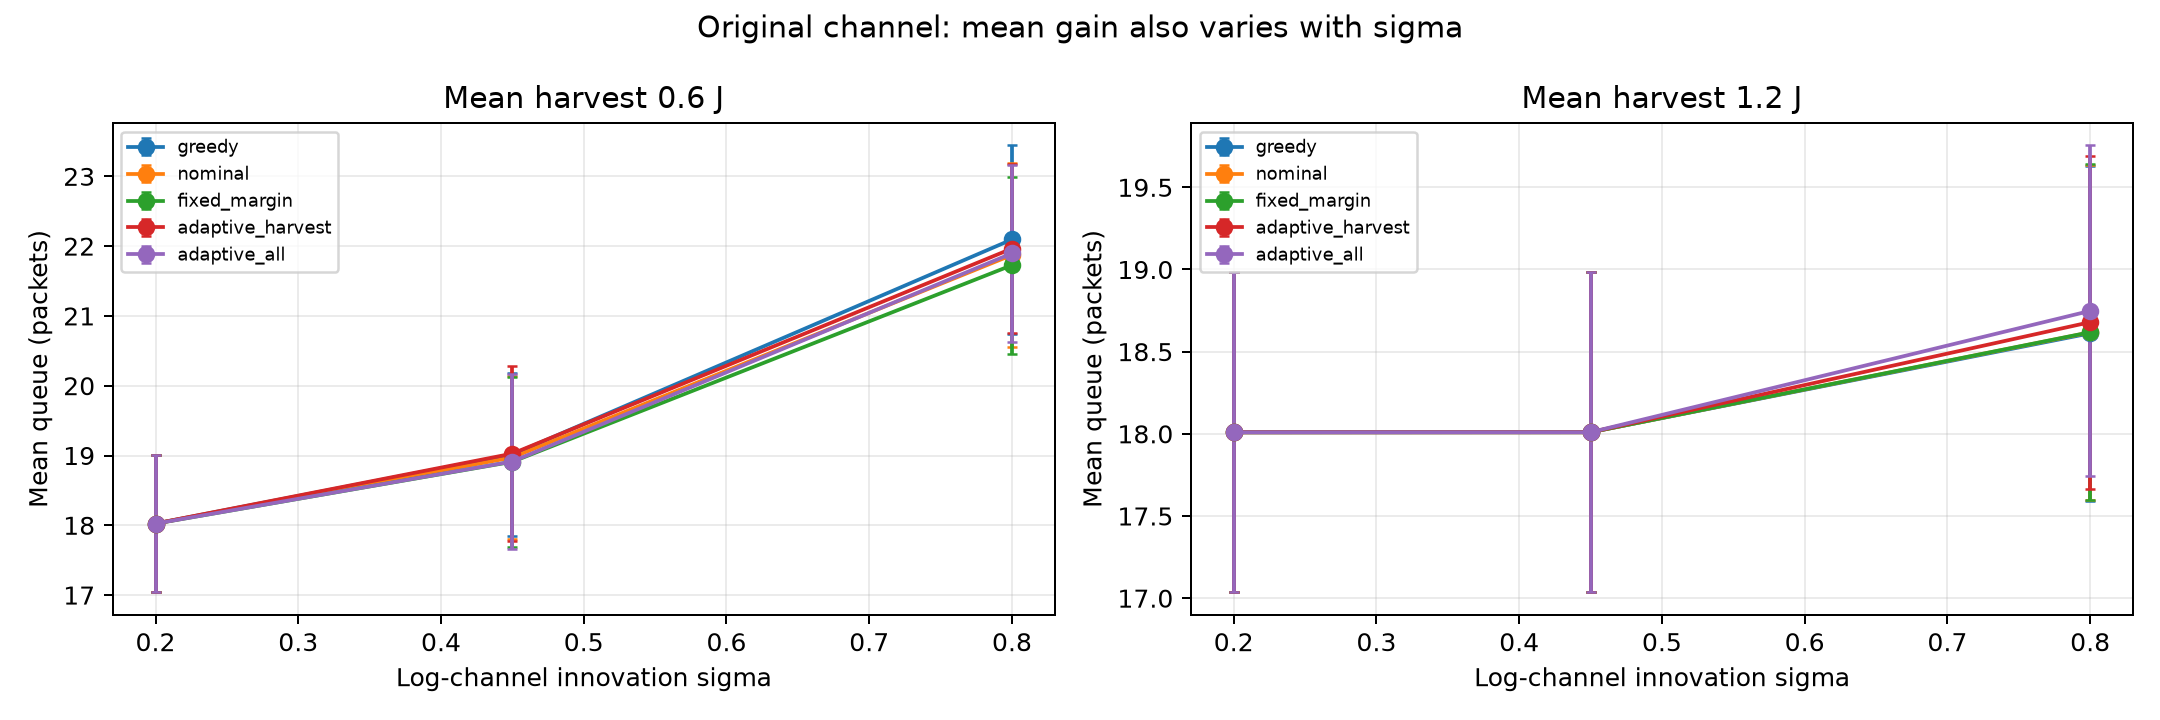 Original channel: mean gain also varies with sigma
Mean harvest 0.6 J
greedy
nominal
fixed_margin
adaptive_harvest
adaptive_all
23
22
21
20
19
18
17
Mean queue (packets)
0.2 0.3 0.4 0.5 0.6 0.7 0.8
Log-channel innovation sigma
Mean harvest 1.2 J
greedy
nominal
fixed_margin
adaptive_harvest
adaptive_all
19.5
19.0
18.5
18.0
17.5
17.0
Mean queue (packets)
0.2 0.3 0.4 0.5 0.6 0.7 0.8
Log-channel innovation sigma